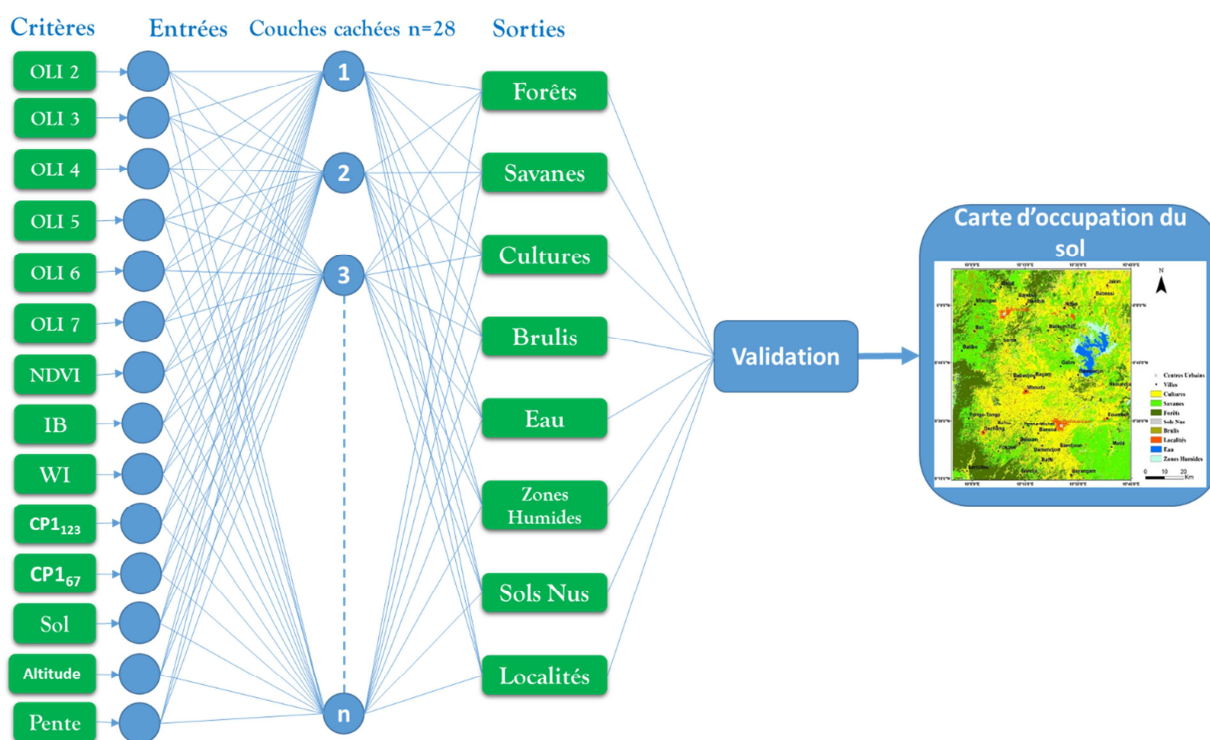 Critères
Entrées
Couches cachées n=28
Sorties
OLI 2
OLI 3
OLI 4
OLI 5
OLI 6
OLI 7
NDVI
IB
WI
CP1₁₂₃
CP1₆₇
Sol
Altitude
Pente
1
2
3
n
Forêts
Savanes
Cultures
Brulis
Eau
Zones
Humides
Sols Nus
Localités
Validation
Carte d'occupation du
sol
N
Centres Urbains
Villes
Cultures
Savanes
Forêts
Sols Nus
Brulis
Localités
Eau
Zones Humides
0 10 20
Km